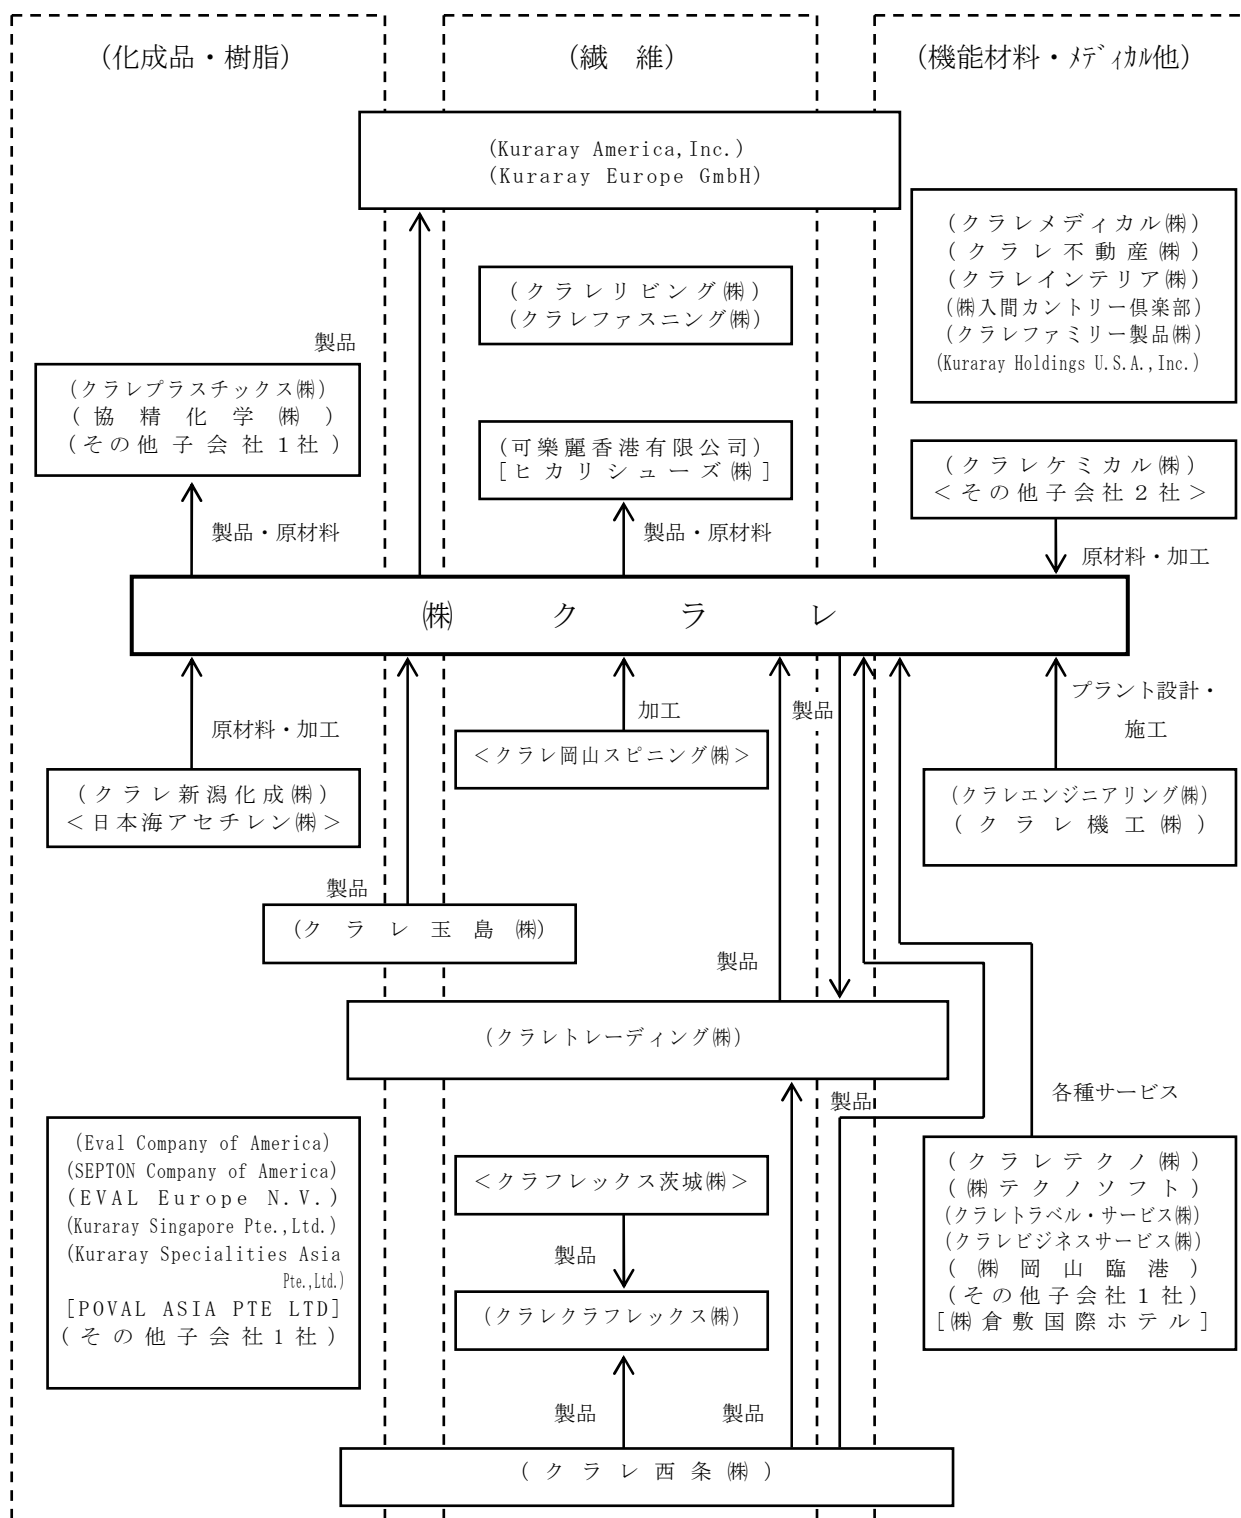 (化成品・樹脂)
(繊　維)
(機能材料・ﾒﾃﾞｨｶﾙ他)
(Kuraray America,Inc.)
(Kuraray Europe GmbH)
(クラレメディカル㈱)
(クラレ不動産㈱)
(クラレインテリア㈱)
(㈱入間カントリー倶楽部)
(クラレファミリー製品㈱)
(Kuraray Holdings U.S.A.,Inc.)
(クラレリビング㈱)
(クラレファスニング㈱)
製品
(クラレプラスチックス㈱)
(協精化学㈱)
(その他子会社1社)
(可樂麗香港有限公司)
[ヒカリシューズ㈱]
(クラレケミカル㈱)
＜その他子会社2社＞
製品・原材料
製品・原材料
原材料・加工
㈱クラレ
原材料・加工
加工
製品
プラント設計・
施工
(クラレ新潟化成㈱)
＜日本海アセチレン㈱＞
＜クラレ岡山スピニング㈱＞
(クラレエンジニアリング㈱)
(クラレ機工㈱)
製品
(クラレ玉島㈱)
製品
(クラレトレーディング㈱)
製品
各種サービス
(Eval Company of America)
(SEPTON Company of America)
(EVAL Europe N.V.)
(Kuraray Singapore Pte.,Ltd.)
(Kuraray Specialities Asia
Pte.,Ltd.)
[POVAL ASIA PTE LTD]
(その他子会社1社)
＜クラフレックス茨城㈱＞
製品
(クラレクラフレックス㈱)
(クラレテクノ㈱)
(㈱テクノソフト)
(クラレトラベル・サービス㈱)
(クラレビジネスサービス㈱)
(㈱岡山臨港)
(その他子会社1社)
[㈱倉敷国際ホテル]
製品
製品
(クラレ西条㈱)